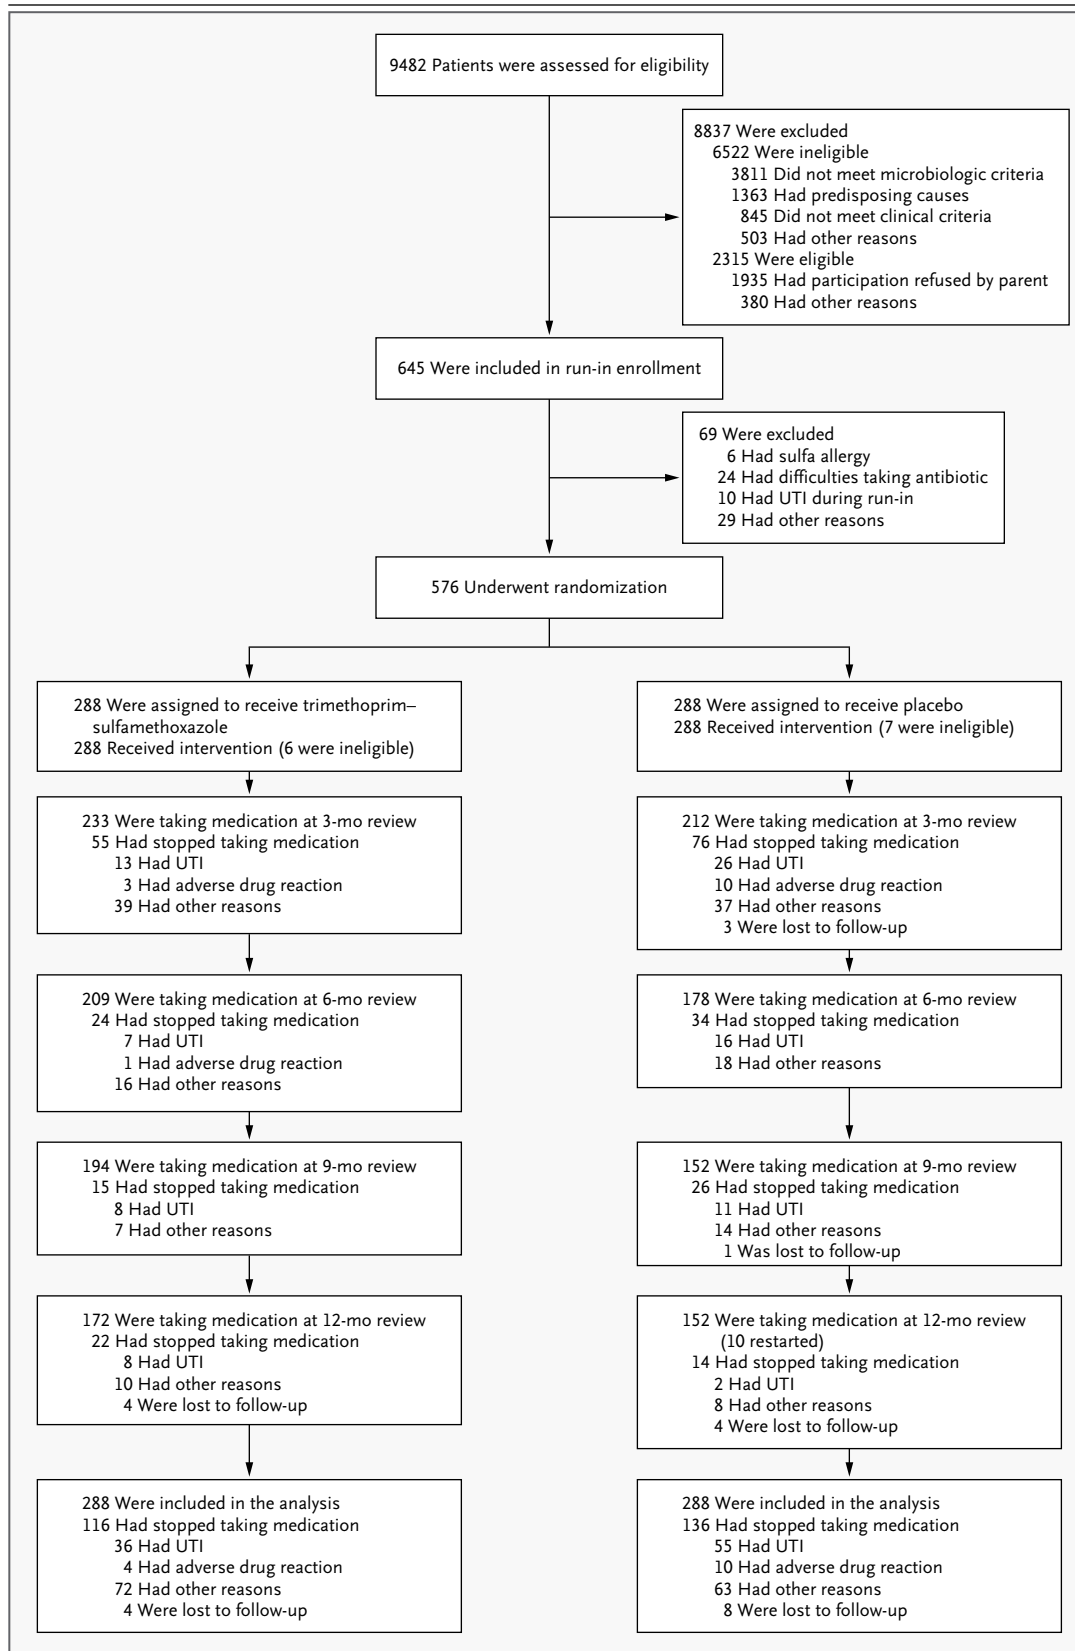 9482 Patients were assessed for eligibility
8837 Were excluded
6522 Were ineligible
3811 Did not meet microbiologic criteria
1363 Had predisposing causes
845 Did not meet clinical criteria
503 Had other reasons
2315 Were eligible
1935 Had participation refused by parent
380 Had other reasons
645 Were included in run-in enrollment
69 Were excluded
6 Had sulfa allergy
24 Had difficulties taking antibiotic
10 Had UTI during run-in
29 Had other reasons
576 Underwent randomization
288 Were assigned to receive trimethoprim–
sulfamethoxazole
288 Received intervention (6 were ineligible)
288 Were assigned to receive placebo
288 Received intervention (7 were ineligible)
233 Were taking medication at 3-mo review
55 Had stopped taking medication
13 Had UTI
3 Had adverse drug reaction
39 Had other reasons
212 Were taking medication at 3-mo review
76 Had stopped taking medication
26 Had UTI
10 Had adverse drug reaction
37 Had other reasons
3 Were lost to follow-up
209 Were taking medication at 6-mo review
24 Had stopped taking medication
7 Had UTI
1 Had adverse drug reaction
16 Had other reasons
178 Were taking medication at 6-mo review
34 Had stopped taking medication
16 Had UTI
18 Had other reasons
194 Were taking medication at 9-mo review
15 Had stopped taking medication
8 Had UTI
7 Had other reasons
152 Were taking medication at 9-mo review
26 Had stopped taking medication
11 Had UTI
14 Had other reasons
1 Was lost to follow-up
172 Were taking medication at 12-mo review
22 Had stopped taking medication
8 Had UTI
10 Had other reasons
4 Were lost to follow-up
152 Were taking medication at 12-mo review
(10 restarted)
14 Had stopped taking medication
2 Had UTI
8 Had other reasons
4 Were lost to follow-up
288 Were included in the analysis
116 Had stopped taking medication
36 Had UTI
4 Had adverse drug reaction
72 Had other reasons
4 Were lost to follow-up
288 Were included in the analysis
136 Had stopped taking medication
55 Had UTI
10 Had adverse drug reaction
63 Had other reasons
8 Were lost to follow-up